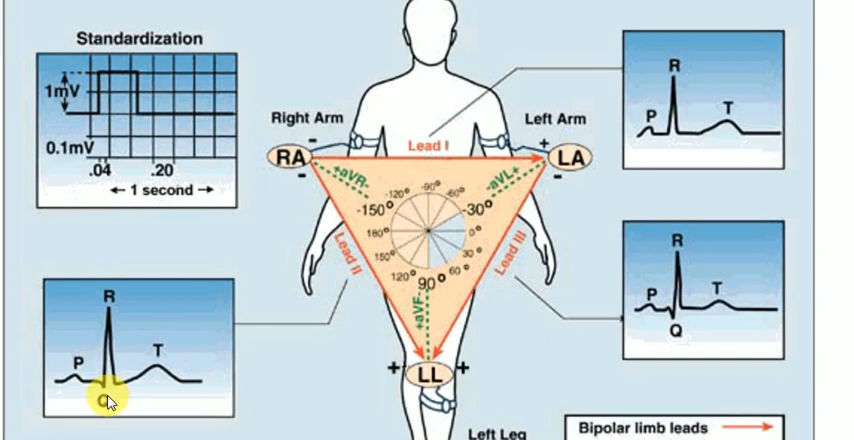 Standardization
1mV
0.1mV
.04
.20
1 second
Right Arm
Left Arm
-
+
RA
Lead I
LA
-
-
+aVR-
-aVL+
-120°
-90°
-60°
-150°
-30°
180°
0°
150°
30°
120°
90°
60°
Lead II
Lead III
+aVF-
+
LL
+
Left Leg
R
P
T
R
P
T
Q
R
P
T
Bipolar limb leads